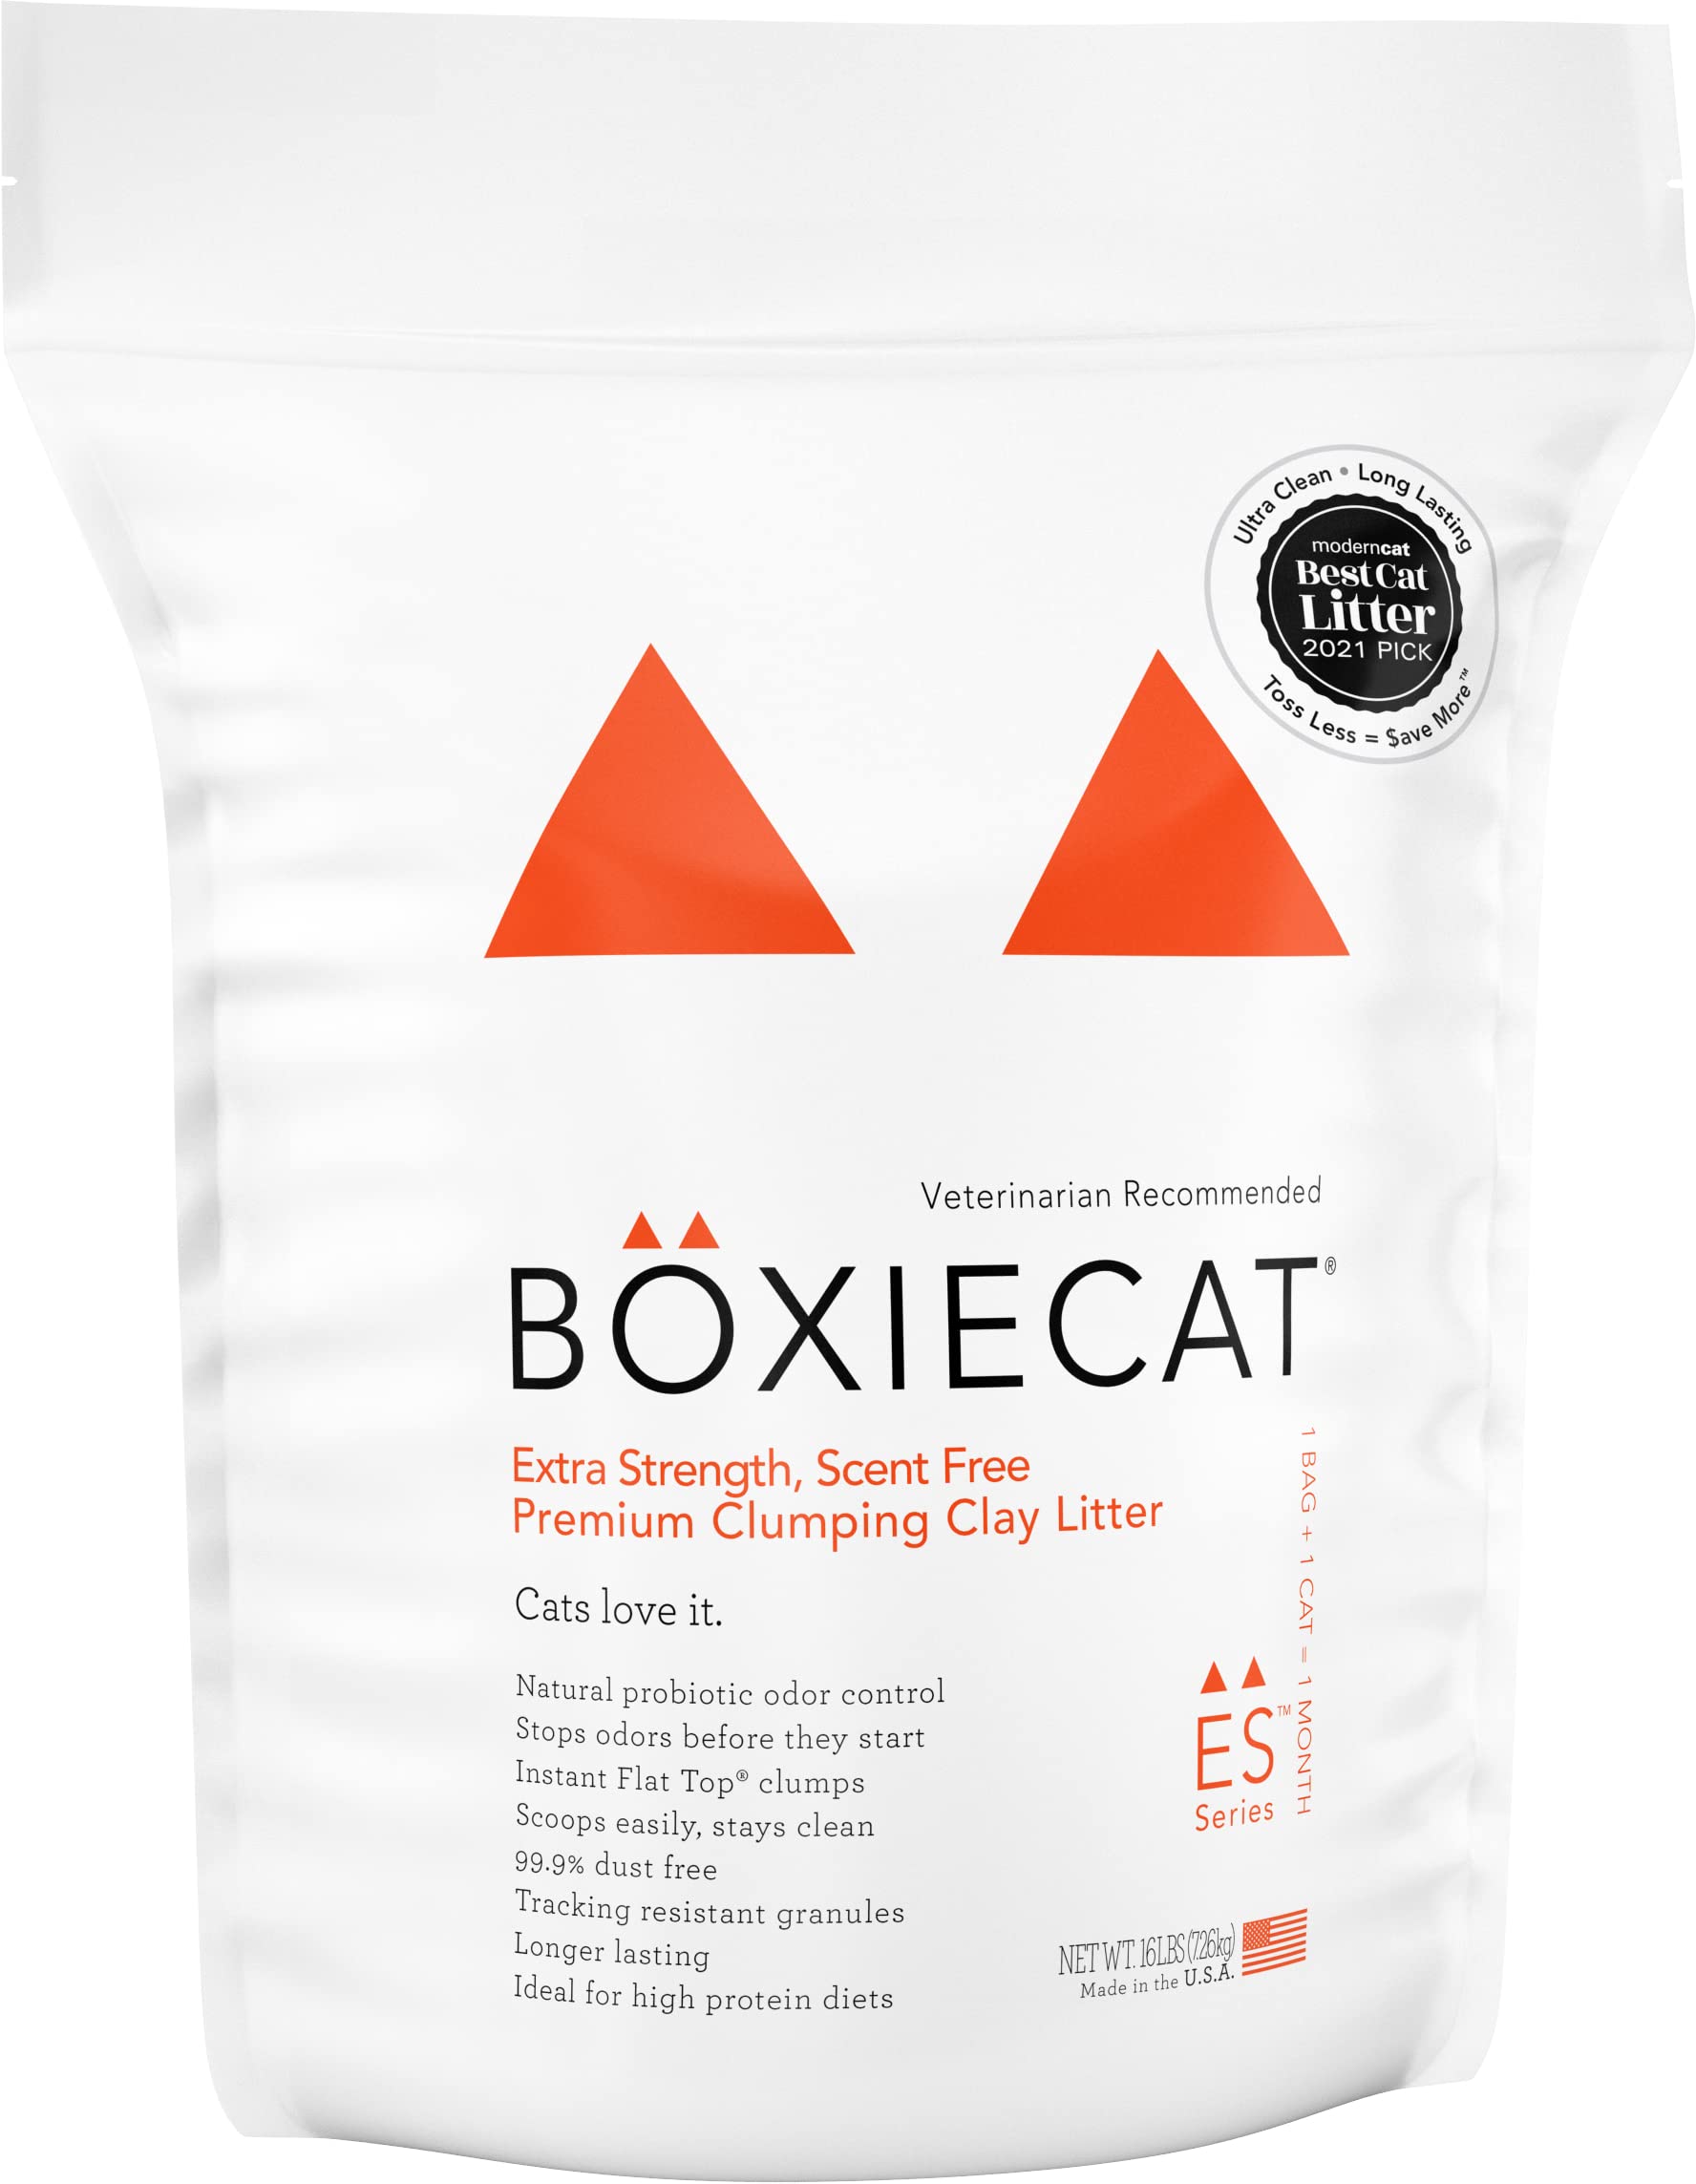 Ultra Clean • Long Lasting
moderncat
Best Cat
Litter
2021 PICK
Toss Less = $ave More™
Veterinarian Recommended
BÖXIECAT®
Extra Strength, Scent Free
Premium Clumping Clay Litter
Cats love it.
Natural probiotic odor control
Stops odors before they start
Instant Flat Top® clumps
Scoops easily, stays clean
99.9% dust free
Tracking resistant granules
Longer lasting
Ideal for high protein diets
1 BAG + 1 CAT = 1 MONTH
ES™
Series
NET WT. 16LBS (7.26kg)
Made in the U.S.A.